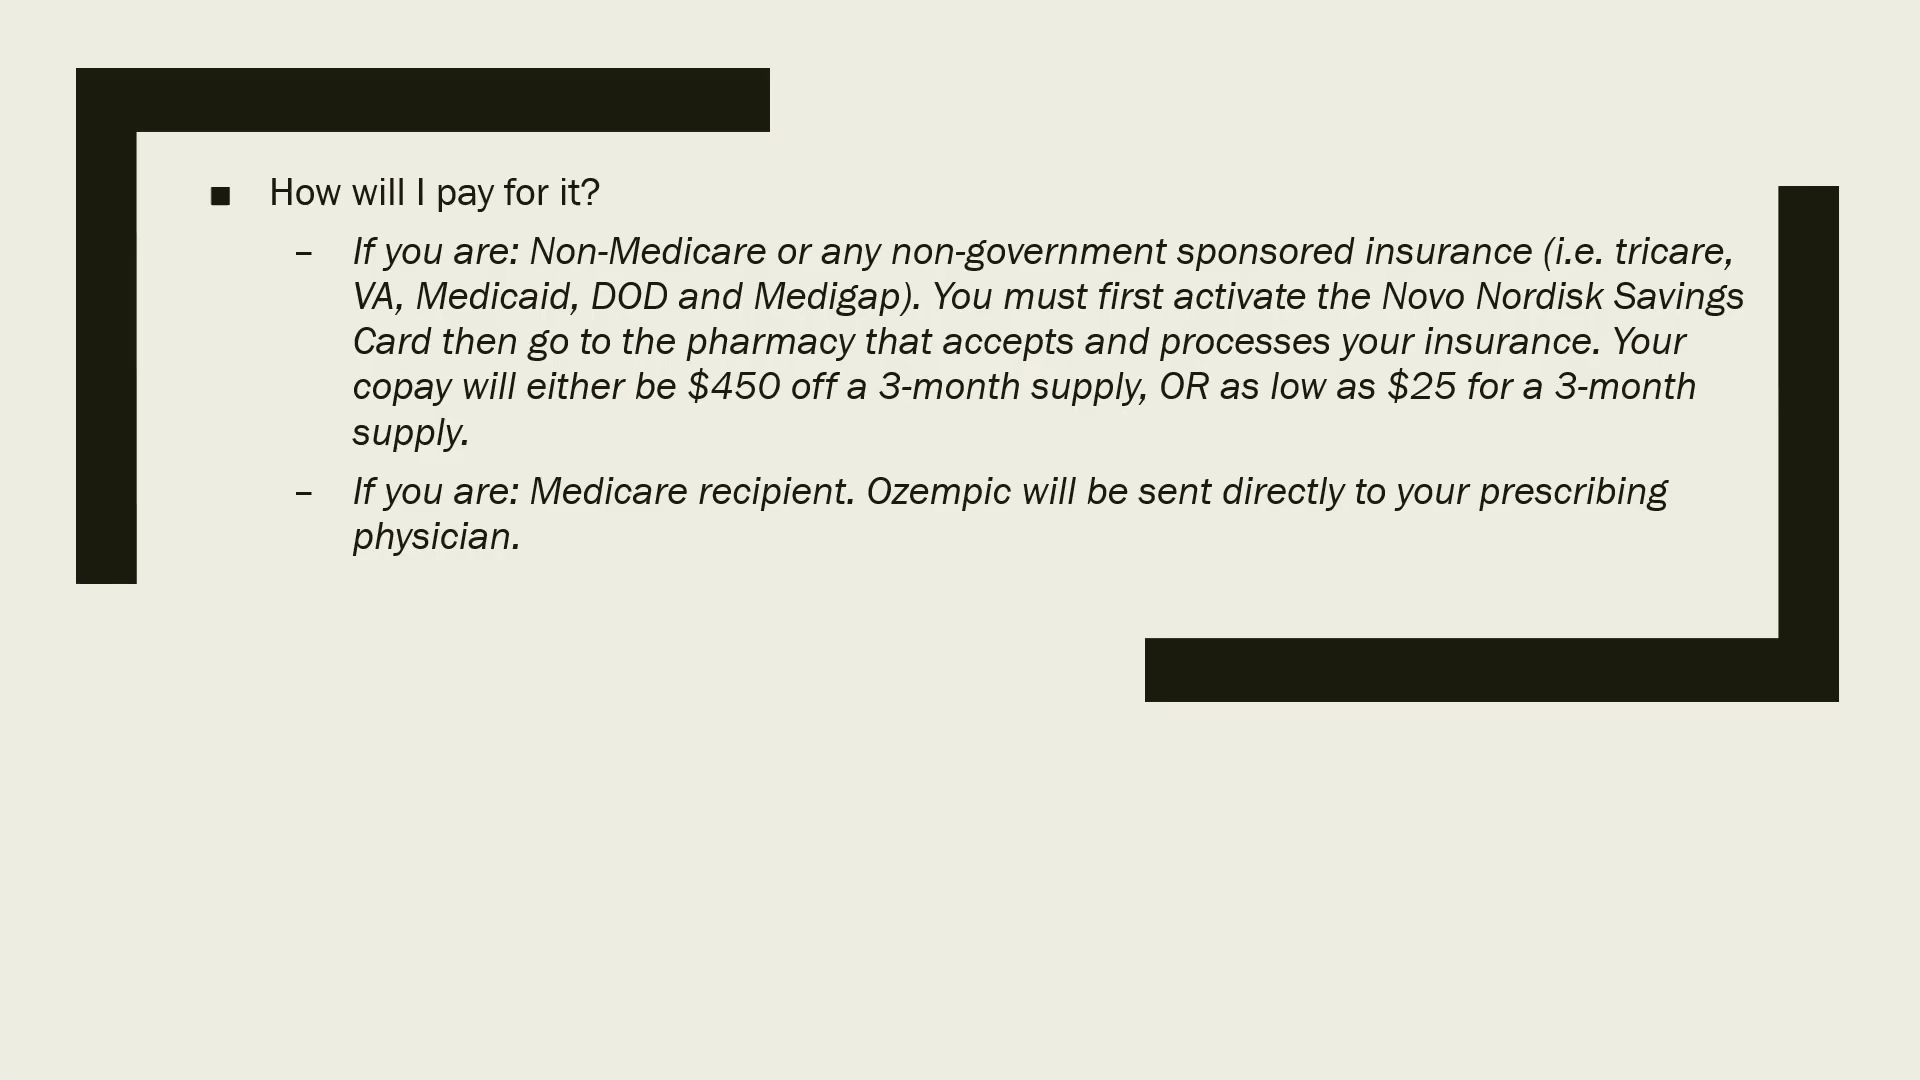 ■ How will I pay for it?
– If you are: Non-Medicare or any non-government sponsored insurance (i.e. tricare,
VA, Medicaid, DOD and Medigap). You must first activate the Novo Nordisk Savings
Card then go to the pharmacy that accepts and processes your insurance. Your
copay will either be $450 off a 3-month supply, OR as low as $25 for a 3-month
supply.
– If you are: Medicare recipient. Ozempic will be sent directly to your prescribing
physician.